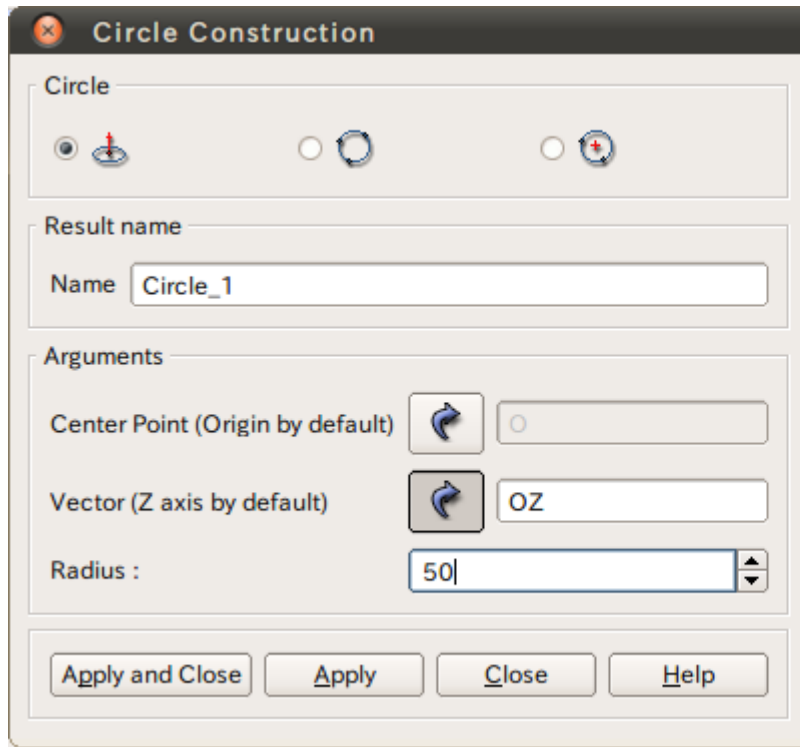 Circle Construction
Circle
Result name
Name Circle_1
Arguments
Center Point (Origin by default) O
Vector (Z axis by default) OZ
Radius : 50
Apply and Close Apply Close Help